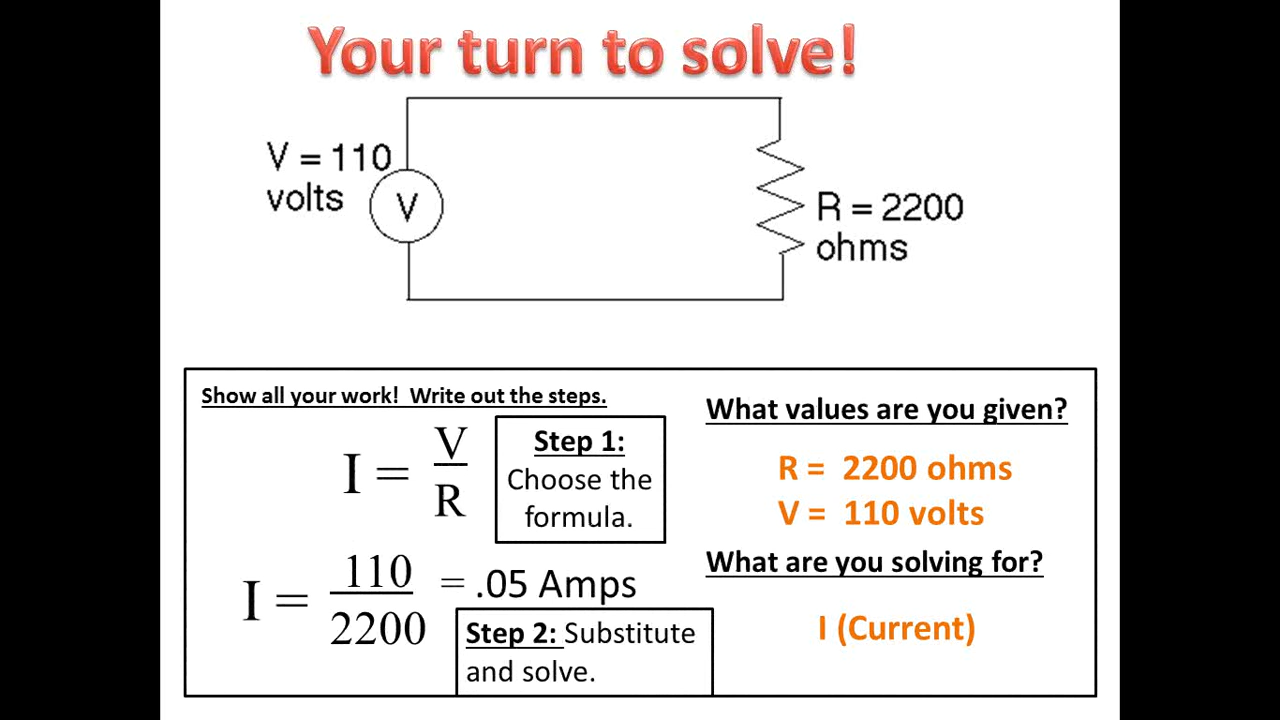 Your turn to solve!
V = 110
volts
V
R = 2200
ohms
Show all your work!  Write out the steps.
I = V/R
Step 1:
Choose the
formula.
I = 110/2200 = .05 Amps
Step 2: Substitute
and solve.
What values are you given?
R =  2200 ohms
V =  110 volts
What are you solving for?
I (Current)